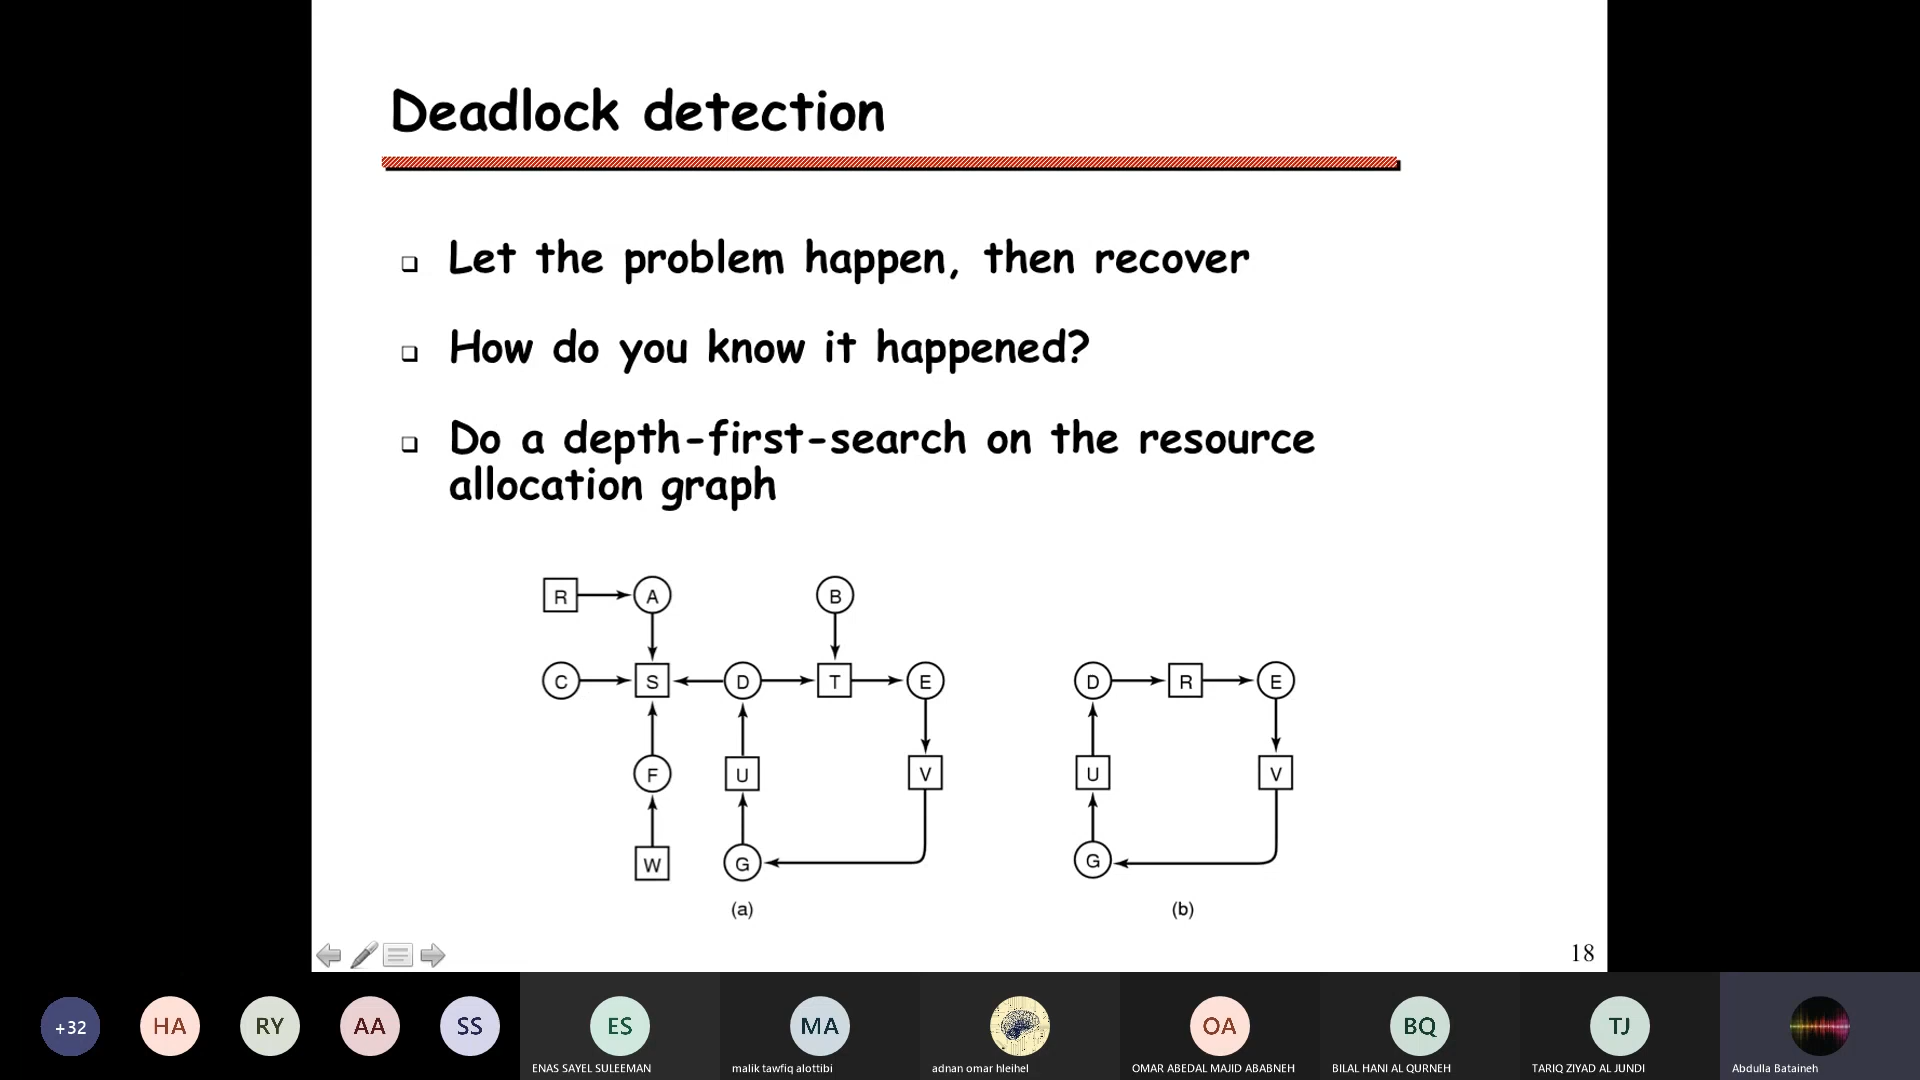 Deadlock detection
Let the problem happen, then recover
How do you know it happened?
Do a depth-first-search on the resource
allocation graph
R A B
C S D T E D R E
F U V U V
W G G
(a) (b)
18
+32 HA RY AA SS ES MA OA BQ TJ
ENAS SAYEL SULEEMAN malik tawfiq alottibi adnan omar hleihel OMAR ABEDAL MAJID ABABNEH BILAL HANI AL QURNEH TARIQ ZIYAD AL JUNDI Abdulla Bataineh